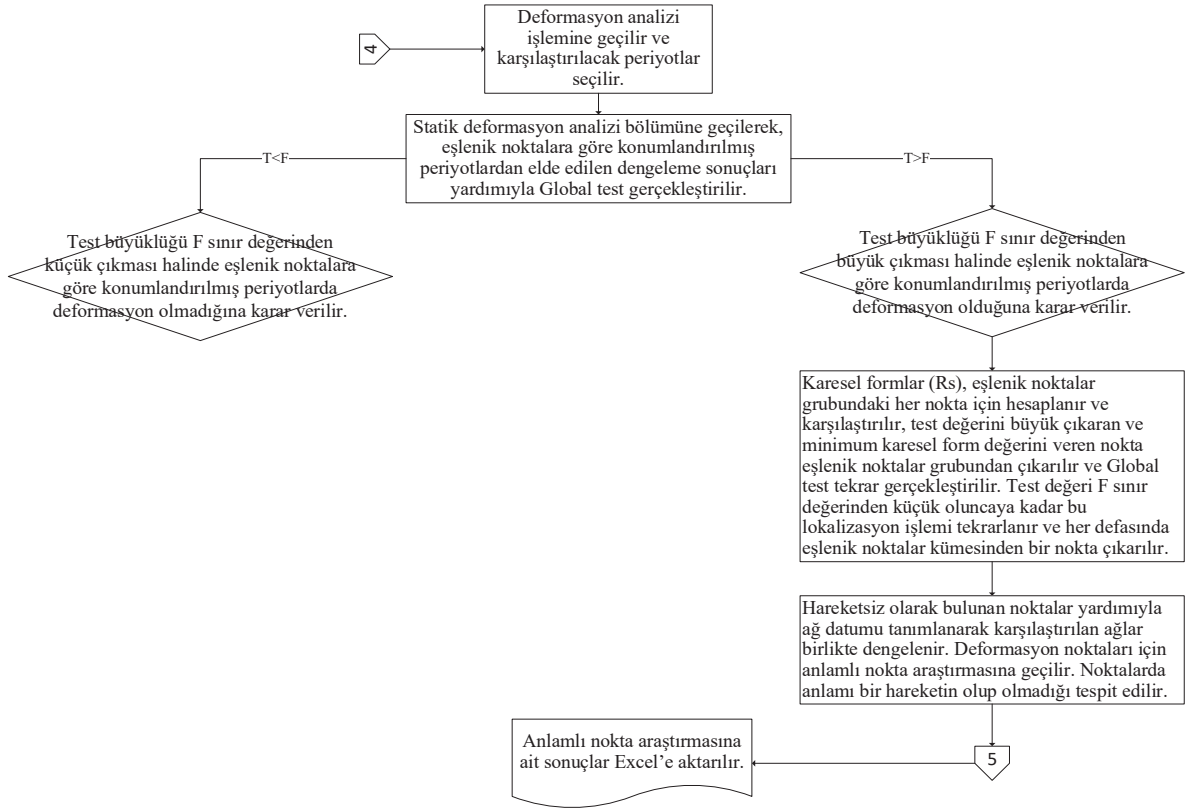 Deformasyon analizi
işlemine geçilir ve
karşılaştırılacak periyotlar
seçilir.
4
Statik deformasyon analizi bölümüne geçilerek,
eşlenik noktalara göre konumlandırılmış
periyotlardan elde edilen dengeleme sonuçları
yardımıyla Global test gerçekleştirilir.
T<F
T>F
Test büyüklüğü F sınır değerinden
küçük çıkması halinde eşlenik noktalara
göre konumlandırılmış periyotlarda
deformasyon olmadığına karar verilir.
Test büyüklüğü F sınır değerinden
büyük çıkması halinde eşlenik noktalara
göre konumlandırılmış periyotlarda
deformasyon olduğuna karar verilir.
Karesel formlar (Rs), eşlenik noktalar
grubundaki her nokta için hesaplanır ve
karşılaştırılır, test değerini büyük çıkaran ve
minimum karesel form değerini veren nokta
eşlenik noktalar grubundan çıkarılır ve Global
test tekrar gerçekleştirilir. Test değeri F sınır
değerinden küçük oluncaya kadar bu
lokalizasyon işlemi tekrarlanır ve her defasında
eşlenik noktalar kümesinden bir nokta çıkarılır.
Hareketsiz olarak bulunan noktalar yardımıyla
ağ datumu tanımlanarak karşılaştırılan ağlar
birlikte dengelenir. Deformasyon noktaları için
anlamlı nokta araştırmasına geçilir. Noktalarda
anlamı bir hareketin olup olmadığı tespit edilir.
Anlamlı nokta araştırmasına
ait sonuçlar Excel’e aktarılır.
5